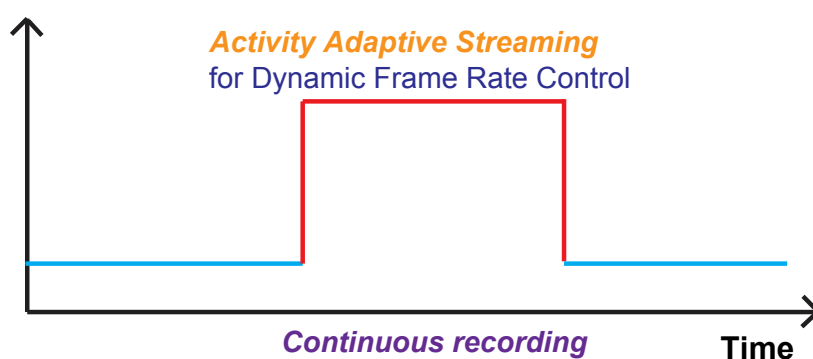 Activity Adaptive Streaming
for Dynamic Frame Rate Control
Continuous recording
Time